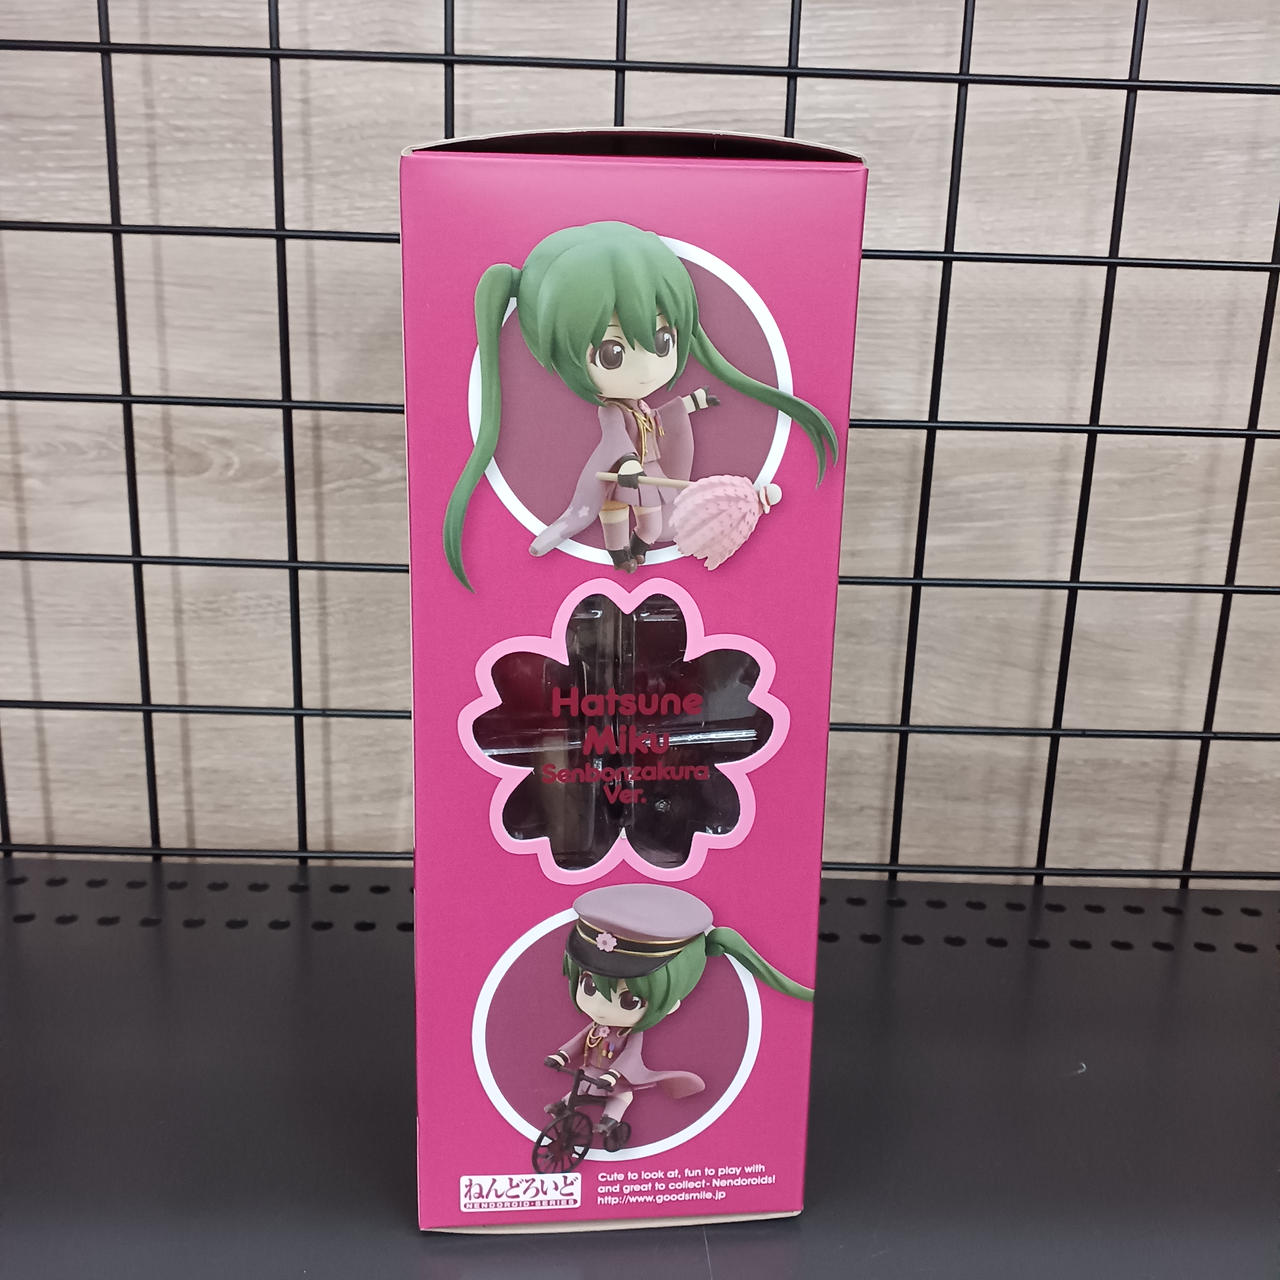 Hatsune
Miku
Senbonzakura
Ver.
ねんどろいど
NENDOROID·SERIES
Cute to look at, fun to play with
and great to collect - Nendoroids!
http://www.goodsmile.jp